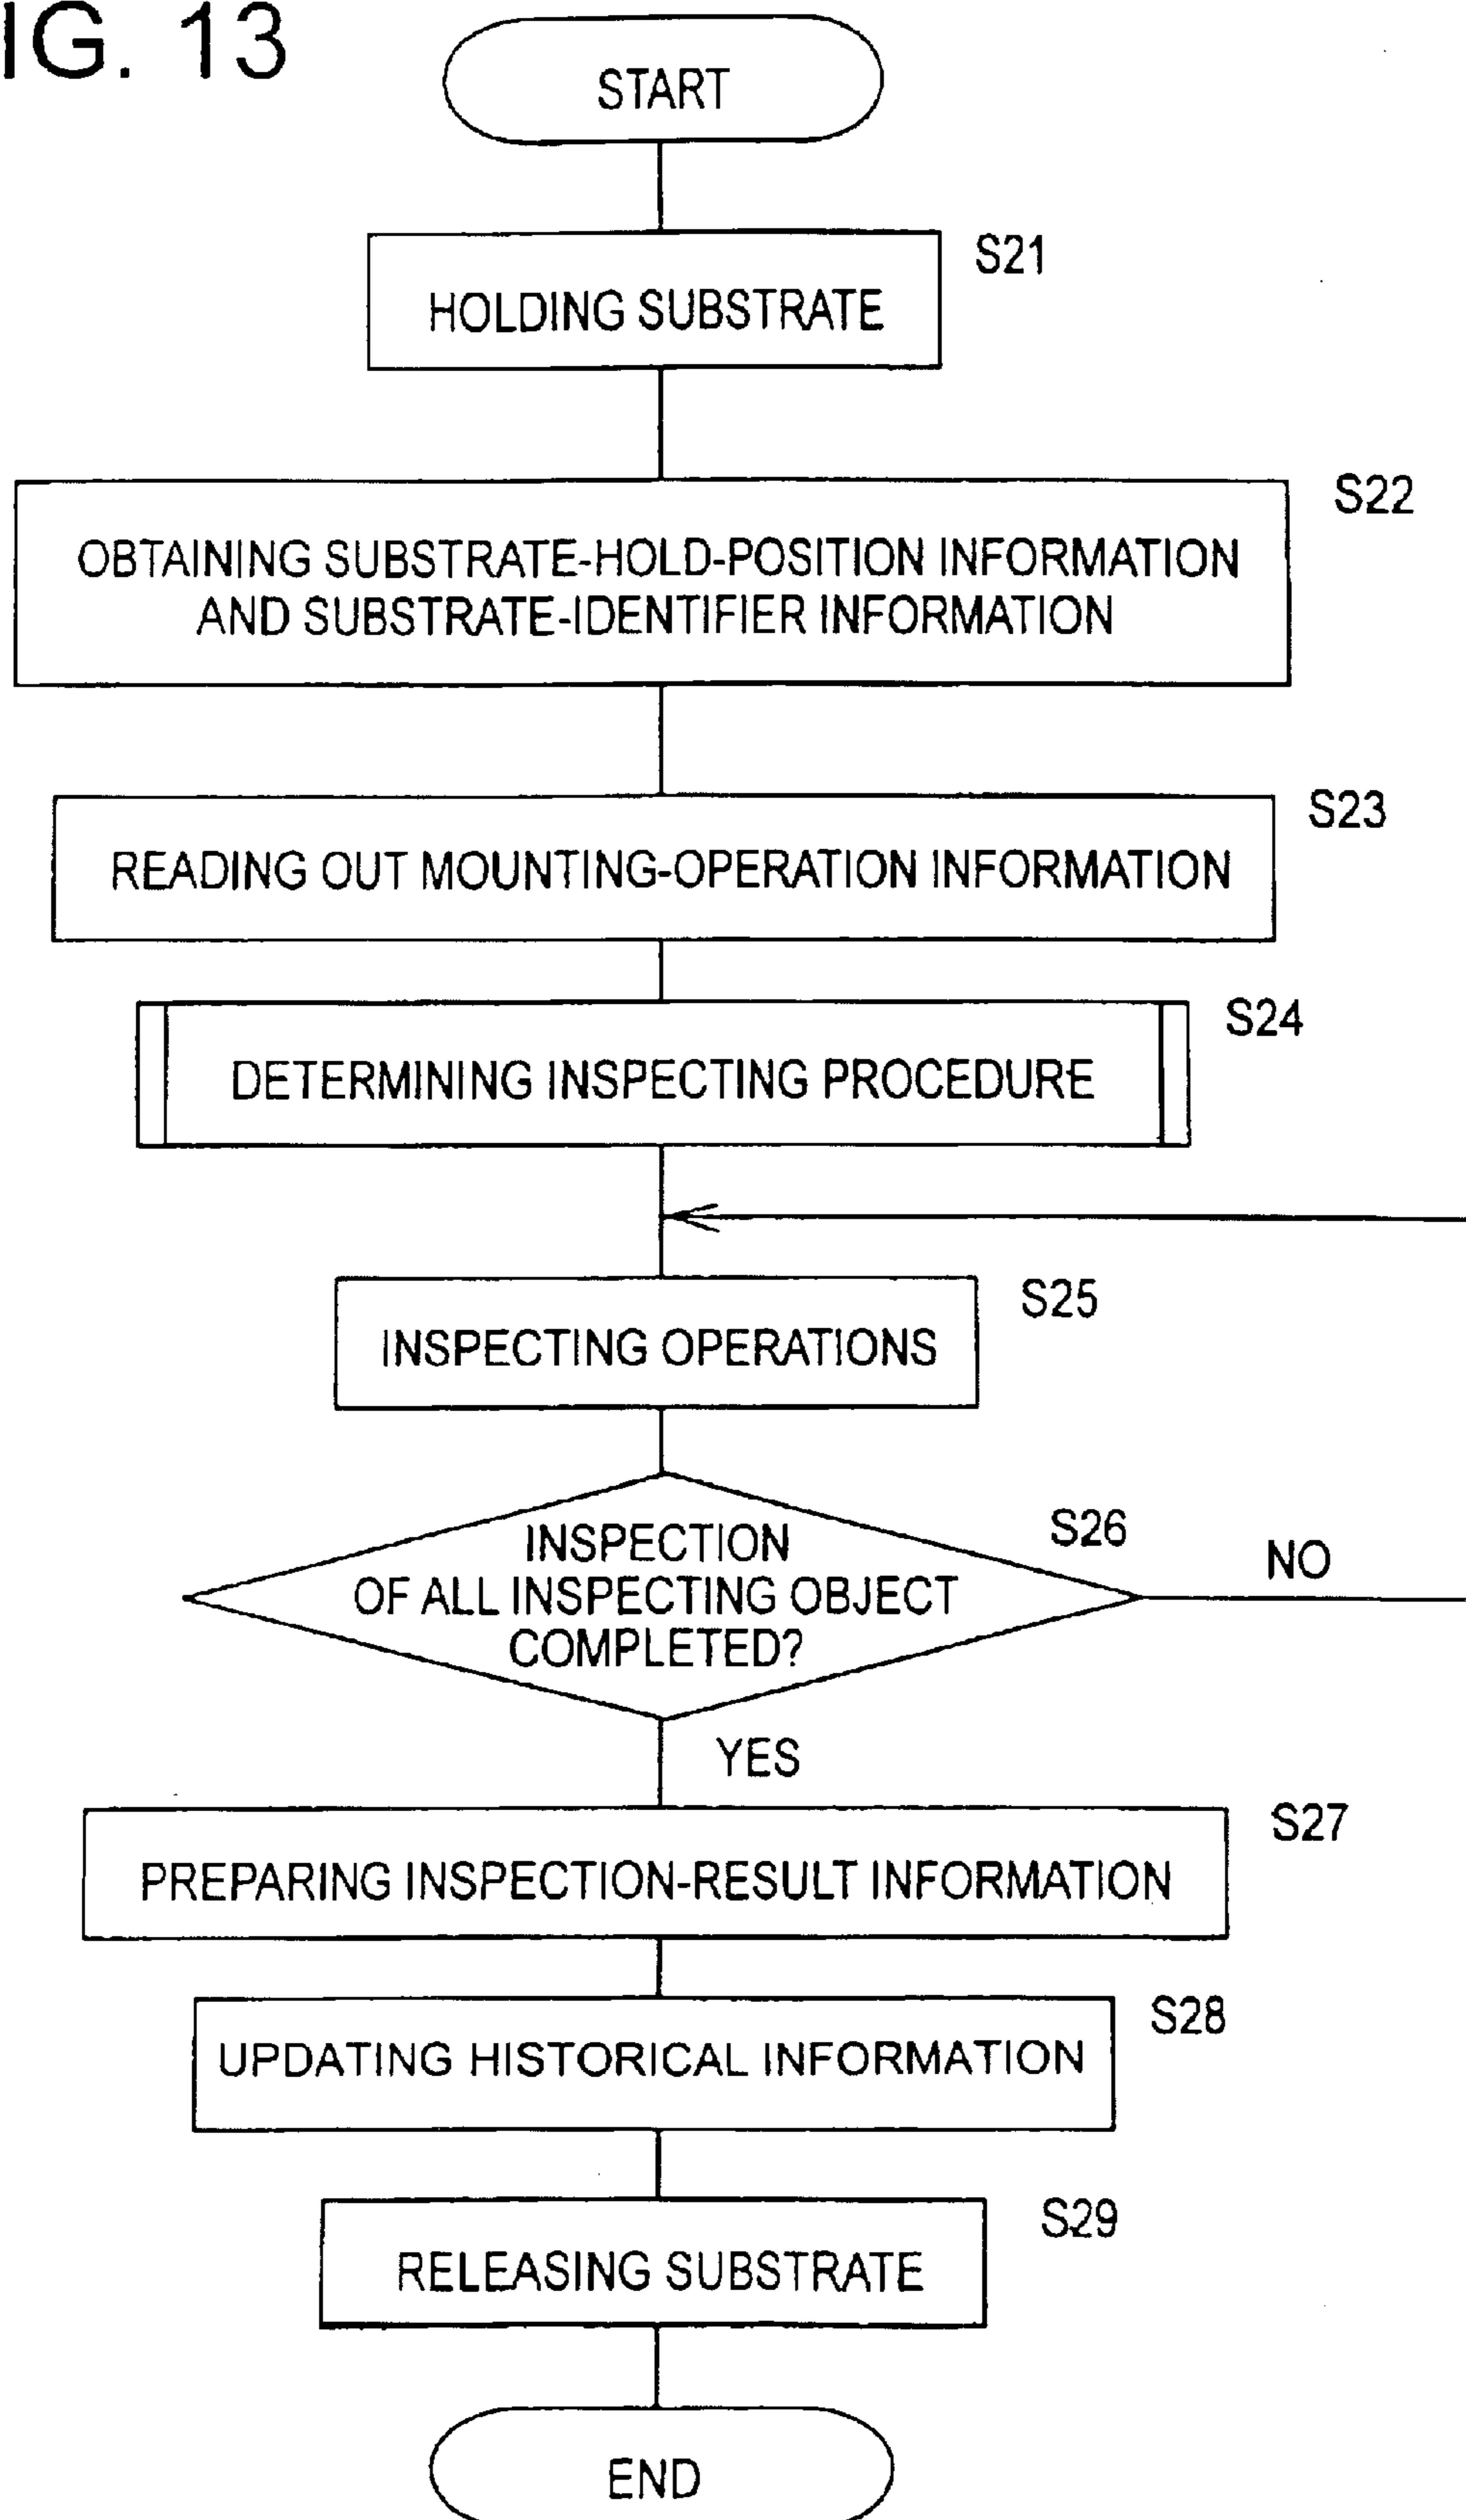 IG. 13
START
S21
HOLDING SUBSTRATE
S22
OBTAINING SUBSTRATE-HOLD-POSITION INFORMATION
AND SUBSTRATE-IDENTIFIER INFORMATION
S23
READING OUT MOUNTING-OPERATION INFORMATION
S24
DETERMINING INSPECTING PROCEDURE
S25
INSPECTING OPERATIONS
S26
INSPECTION
OF ALL INSPECTING OBJECT
COMPLETED?
NO
YES
S27
PREPARING INSPECTION-RESULT INFORMATION
S28
UPDATING HISTORICAL INFORMATION
S29
RELEASING SUBSTRATE
END